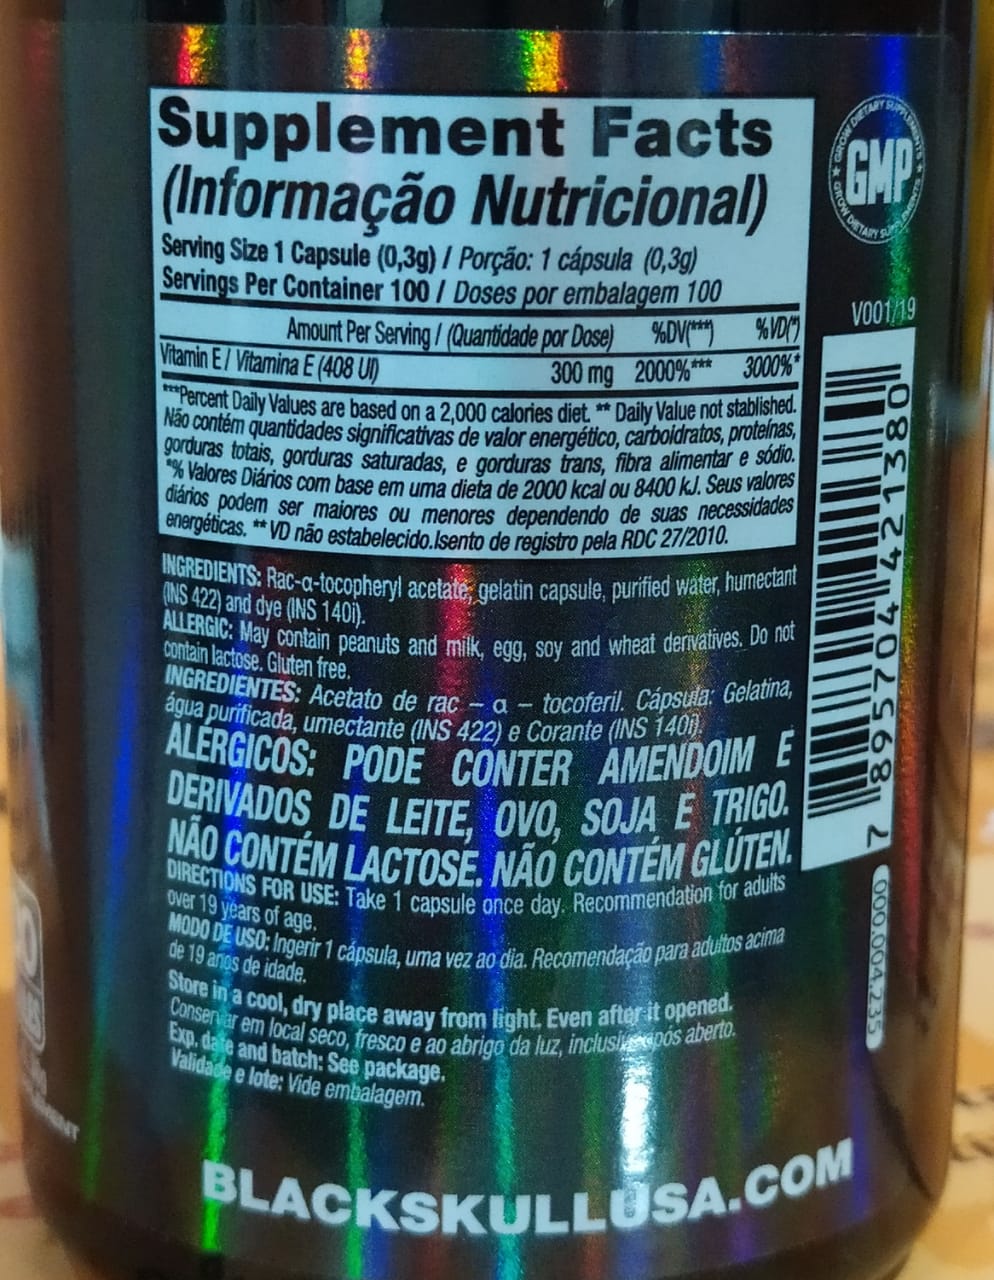 Supplement Facts
(Informação Nutricional)
Serving Size 1 Capsule (0,3g) / Porção: 1 cápsula (0,3g)
Servings Per Container 100 / Doses por embalagem 100
Amount Per Serving / (Quantidade por Dose) %DV(***) %VD(*)
Vitamin E / Vitamina E (408 UI) 300 mg 2000%*** 3000%*
***Percent Daily Values are based on a 2,000 calories diet. ** Daily Value not stablished.
Não contém quantidades significativas de valor energético, carboidratos, proteínas,
gorduras totais, gorduras saturadas, e gorduras trans, fibra alimentar e sódio.
*% Valores Diários com base em uma dieta de 2000 kcal ou 8400 kJ. Seus valores
diários podem ser maiores ou menores dependendo de suas necessidades
energéticas. ** VD não estabelecido.Isento de registro pela RDC 27/2010.
INGREDIENTS: Rac-α-tocopheryl acetate, gelatin capsule, purified water, humectant
(INS 422) and dye (INS 140i).
ALLERGIC: May contain peanuts and milk, egg, soy and wheat derivatives. Do not
contain lactose. Gluten free.
INGREDIENTES: Acetato de rac – α – tocoferil. Cápsula: Gelatina,
água purificada, umectante (INS 422) e Corante (INS 140i).
ALÉRGICOS: PODE CONTER AMENDOIM E
DERIVADOS DE LEITE, OVO, SOJA E TRIGO.
NÃO CONTÉM LACTOSE. NÃO CONTÉM GLÚTEN.
DIRECTIONS FOR USE: Take 1 capsule once day. Recommendation for adults
over 19 years of age.
MODO DE USO: Ingerir 1 cápsula, uma vez ao dia. Recomendação para adultos acima
de 19 anos de idade.
Store in a cool, dry place away from light. Even after it opened.
Conservar em local seco, fresco e ao abrigo da luz, inclusive após aberto.
Exp. date and batch: See package.
Validade e lote: Vide embalagem.
BLACKSKULLUSA.COM
GROW DIETARY SUPPLEMENTS
GMP
GROW DIETARY SUPPLEMENTS
V001/19
7 895704 421380
000.004.235